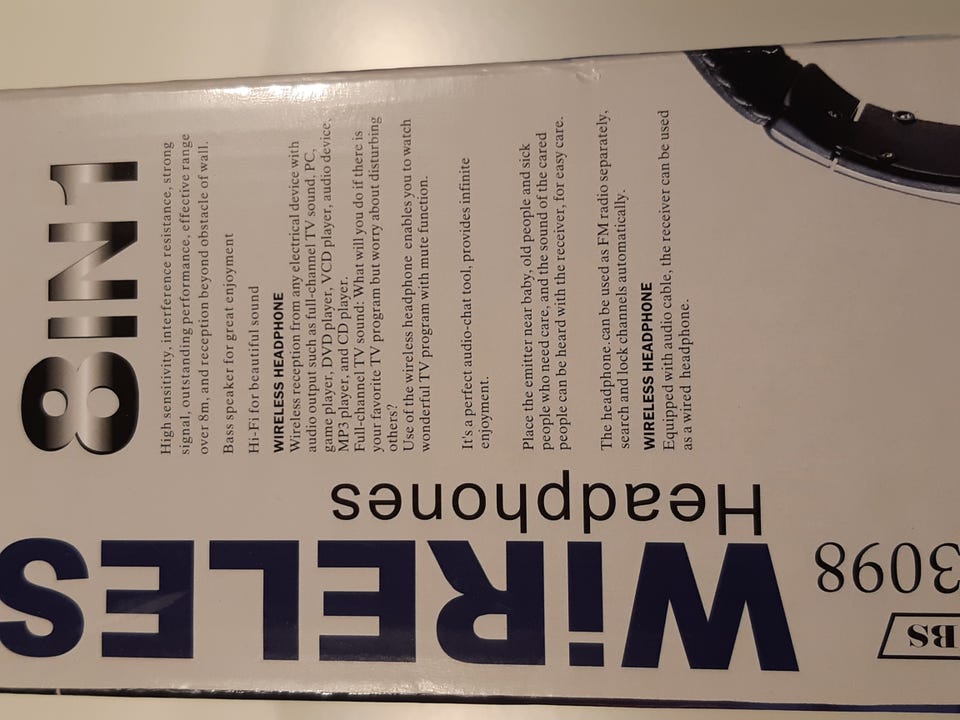 8IN1
High sensitivity, interference resistance, strong
signal, outstanding performance, effective range
over 8m, and reception beyond obstacle of wall.
Bass speaker for great enjoyment
Hi-Fi for beautiful sound
WIRELESS HEADPHONE
Wireless reception from any electrical device with
audio output such as full-channel TV sound, PC,
game player, DVD player, VCD player, audio device,
MP3 player, and CD player.
Full-channel TV sound: What will you do if there is
your favorite TV program but worry about disturbing
others?
Use of the wireless headphone enables you to watch
wonderful TV program with mute function.
It's a perfect audio-chat tool, provides infinite
enjoyment.
Place the emitter near baby, old people and sick
people who need care, and the sound of the cared
people can be heard with the receiver, for easy care.
The headphone.can be used as FM radio separately,
search and lock channels automatically.
WIRELESS HEADPHONE
Equipped with audio cable, the receiver can be used
as a wired headphone.
BS
3098
WiRELES
Headphones